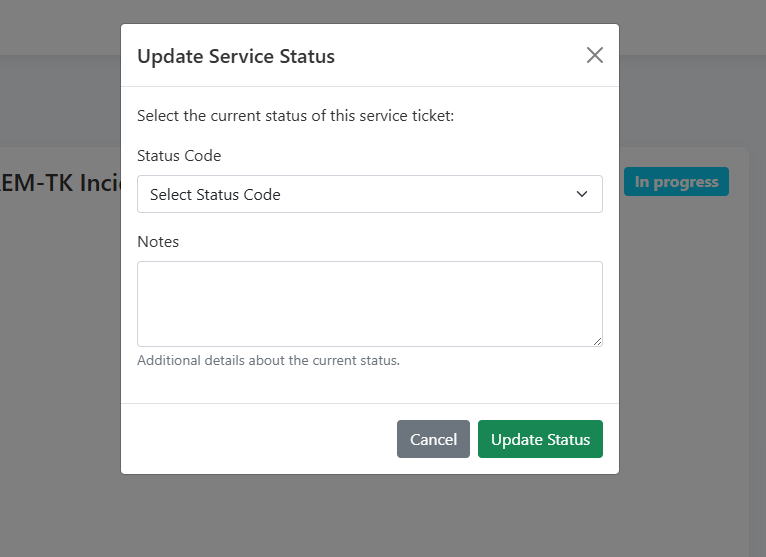 Update Service Status
Select the current status of this service ticket:
Status Code
EM-TK
In progress
Select Status Code
Notes
Additional details about the current status.
Cancel
Update Status